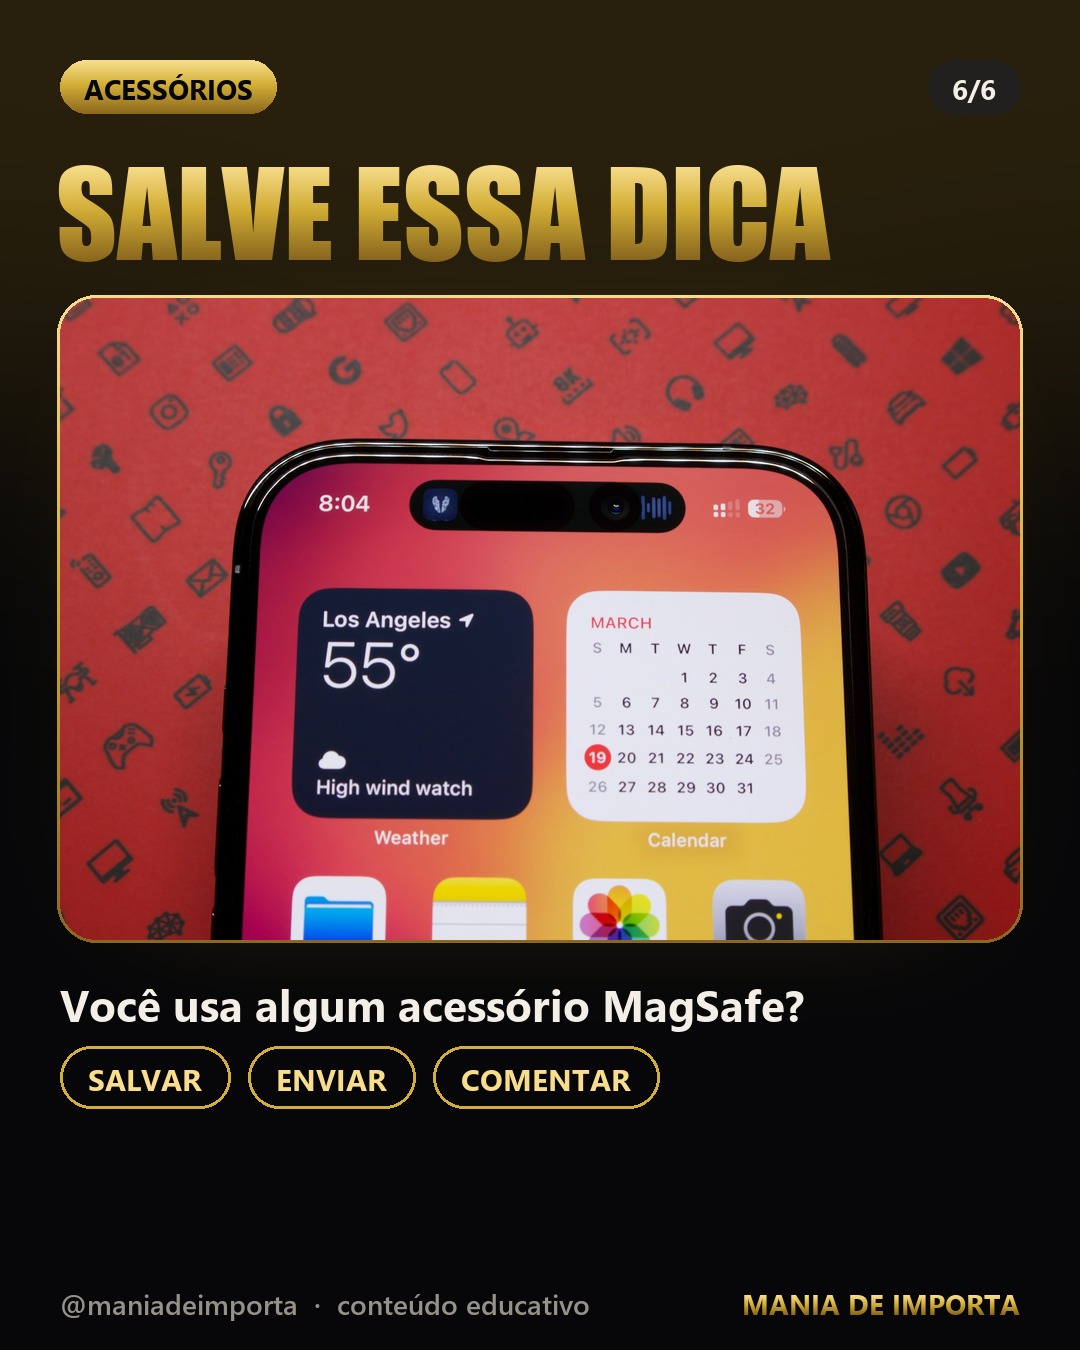 ACESSÓRIOS
6/6
SALVE ESSA DICA
8K
8:04
32
Los Angeles
55°
High wind watch
Weather
MARCH
S M T W T F S
1 2 3 4
5 6 7 8 9 10 11
12 13 14 15 16 17 18
19 20 21 22 23 24 25
26 27 28 29 30 31
Calendar
Você usa algum acessório MagSafe?
SALVAR
ENVIAR
COMENTAR
@maniadeimporta · conteúdo educativo
MANIA DE IMPORTA